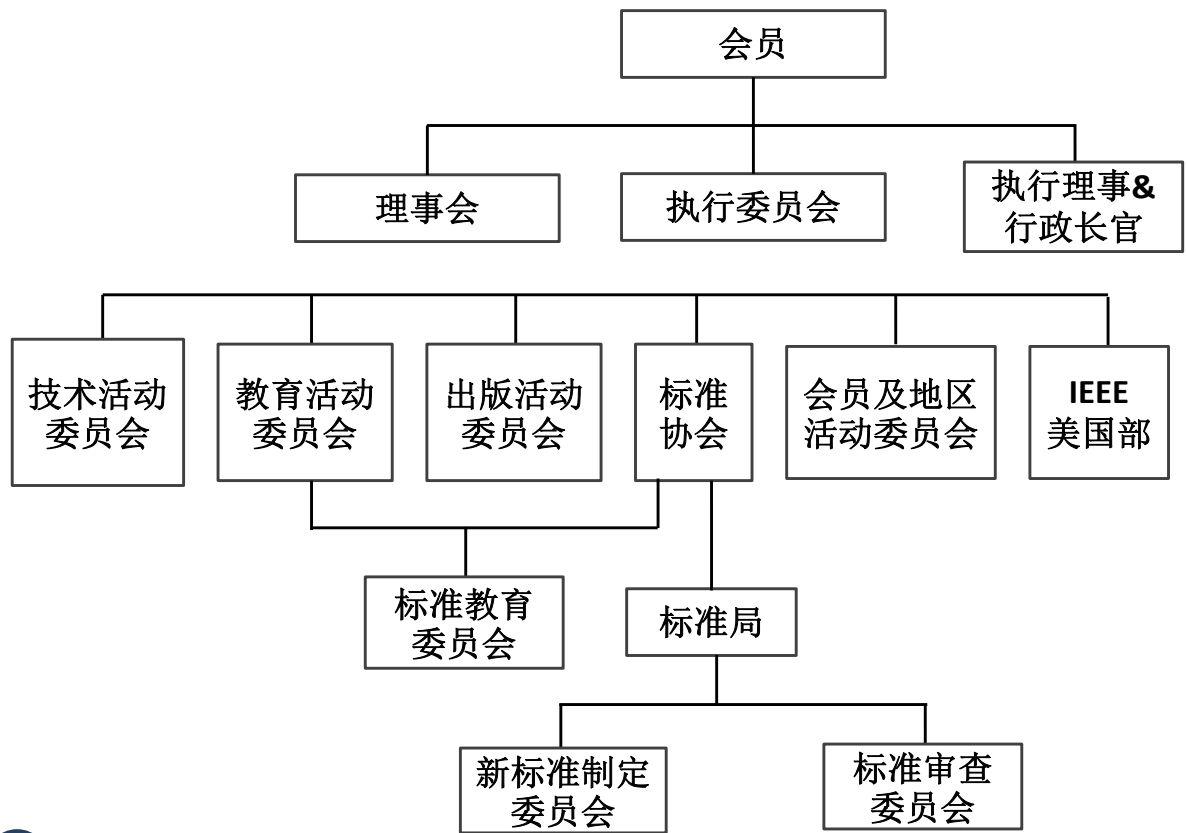 会员
理事会
执行委员会
执行理事&
行政长官
技术活动
委员会
教育活动
委员会
出版活动
委员会
标准
协会
会员及地区
活动委员会
IEEE
美国部
标准教育
委员会
标准局
新标准制定
委员会
标准审查
委员会